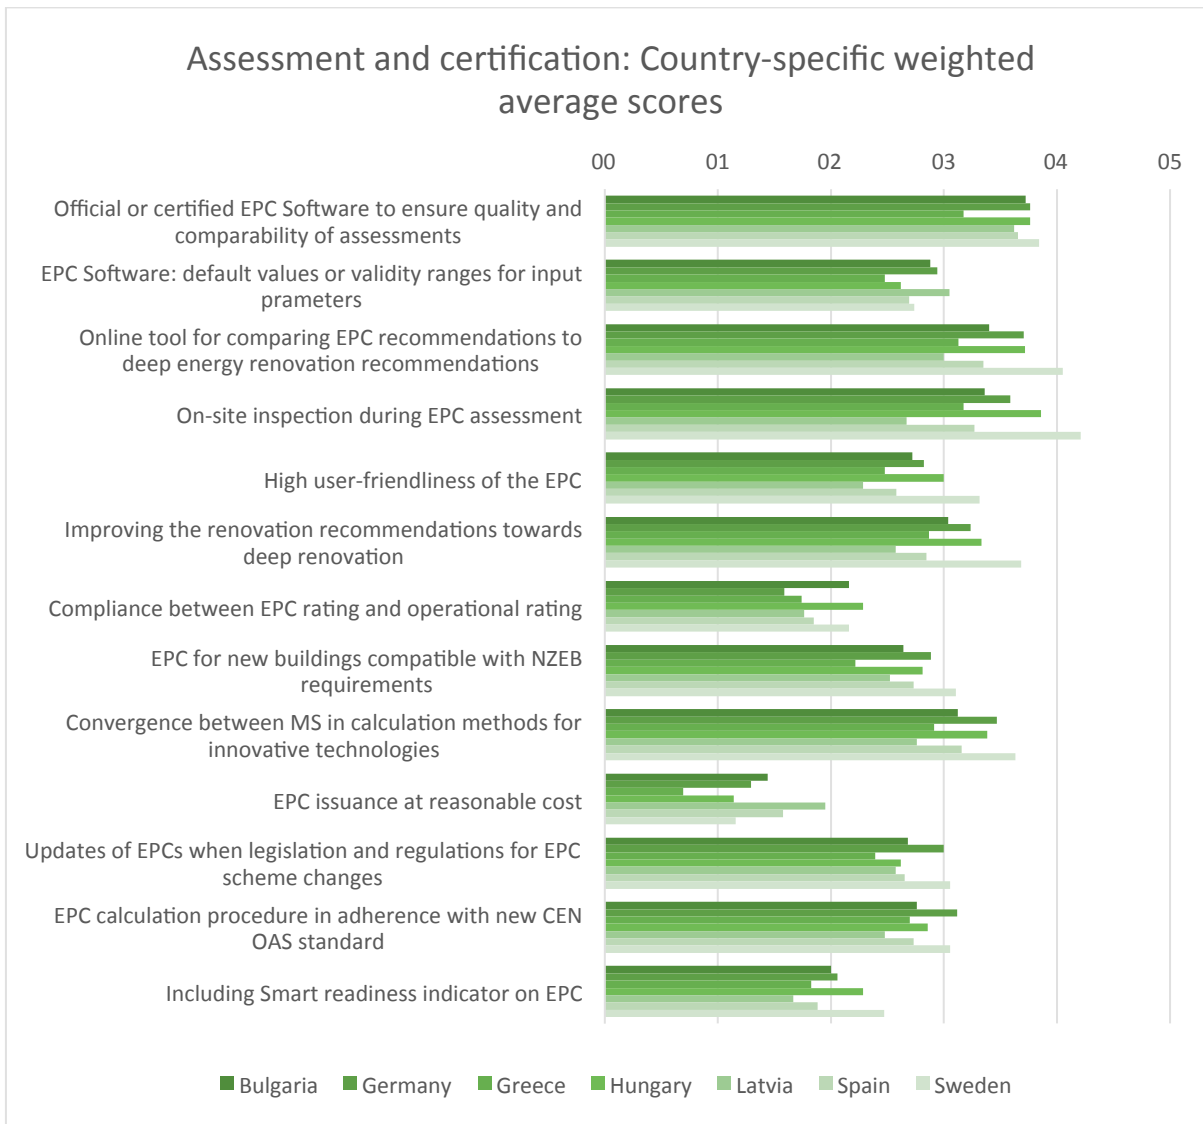 Assessment and certification: Country-specific weighted
average scores
00 01 02 03 04 05
Official or certified EPC Software to ensure quality and
comparability of assessments
EPC Software: default values or validity ranges for input
prameters
Online tool for comparing EPC recommendations to
deep energy renovation recommendations
On-site inspection during EPC assessment
High user-friendliness of the EPC
Improving the renovation recommendations towards
deep renovation
Compliance between EPC rating and operational rating
EPC for new buildings compatible with NZEB
requirements
Convergence between MS in calculation methods for
innovative technologies
EPC issuance at reasonable cost
Updates of EPCs when legislation and regulations for EPC
scheme changes
EPC calculation procedure in adherence with new CEN
OAS standard
Including Smart readiness indicator on EPC
Bulgaria Germany Greece Hungary Latvia Spain Sweden